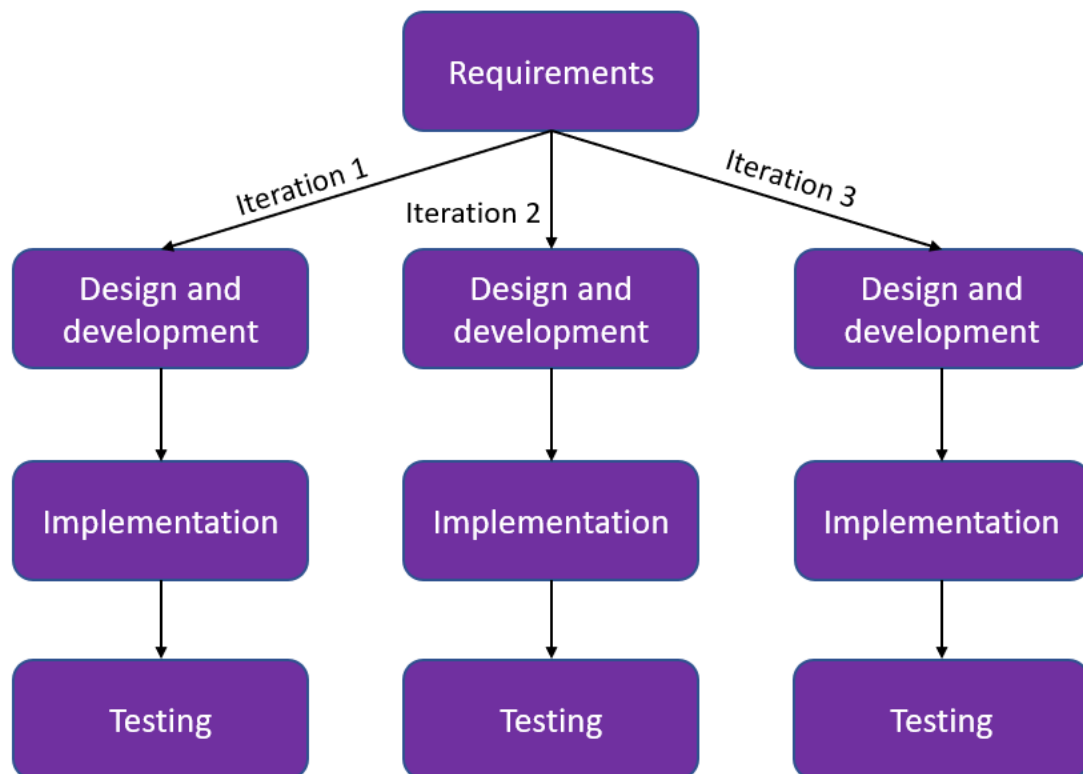 Requirements
Iteration 1
Iteration 2
Iteration 3
Design and
development
Design and
development
Design and
development
Implementation
Implementation
Implementation
Testing
Testing
Testing